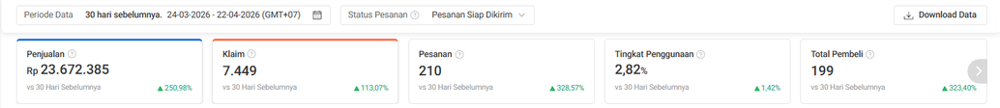 Periode Data 30 hari sebelumnya. 24-03-2026 - 22-04-2026 (GMT+07) Status Pesanan Pesanan Siap Dikirim Download Data
Penjualan Klaim Pesanan Tingkat Penggunaan Total Pembeli
Rp 23.672.385 7.449 210 2,82% 199
vs 30 Hari Sebelumnya 250,98% vs 30 Hari Sebelumnya 113,07% vs 30 Hari Sebelumnya 328,57% vs 30 Hari Sebelumnya 1,42% vs 30 Hari Sebelumnya 323,40%